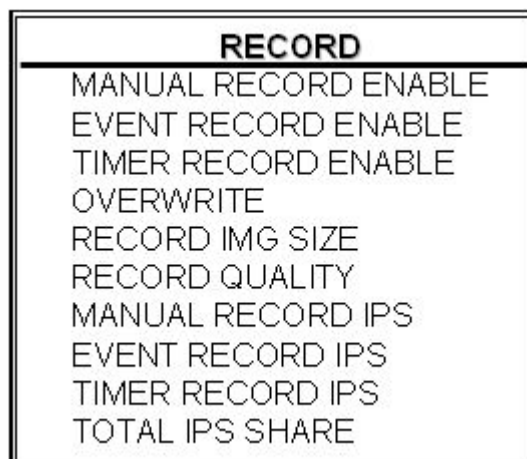 RECORD
MANUAL RECORD ENABLE
EVENT RECORD ENABLE
TIMER RECORD ENABLE
OVERWRITE
RECORD IMG SIZE
RECORD QUALITY
MANUAL RECORD IPS
EVENT RECORD IPS
TIMER RECORD IPS
TOTAL IPS SHARE